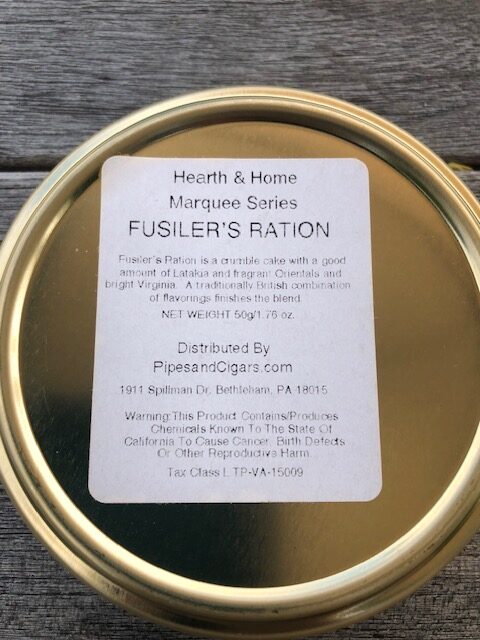 Hearth & Home
Marquee Series
FUSILER'S RATION
Fusiler's Ration is a crumble cake with a good
amount of Latakia and fragrant Orientals and
bright Virginia. A traditionally British combination
of flavorings finishes the blend.
NET WEIGHT 50g/1.76 oz.
Distributed By
PipesandCigars.com
1911 Spillman Dr. Bethleham, PA 18015
Warning:This Product Contains/Produces
Chemicals Known To The State Of
California To Cause Cancer, Birth Defects
Or Other Reproductive Harm.
Tax Class L TP-VA-15009